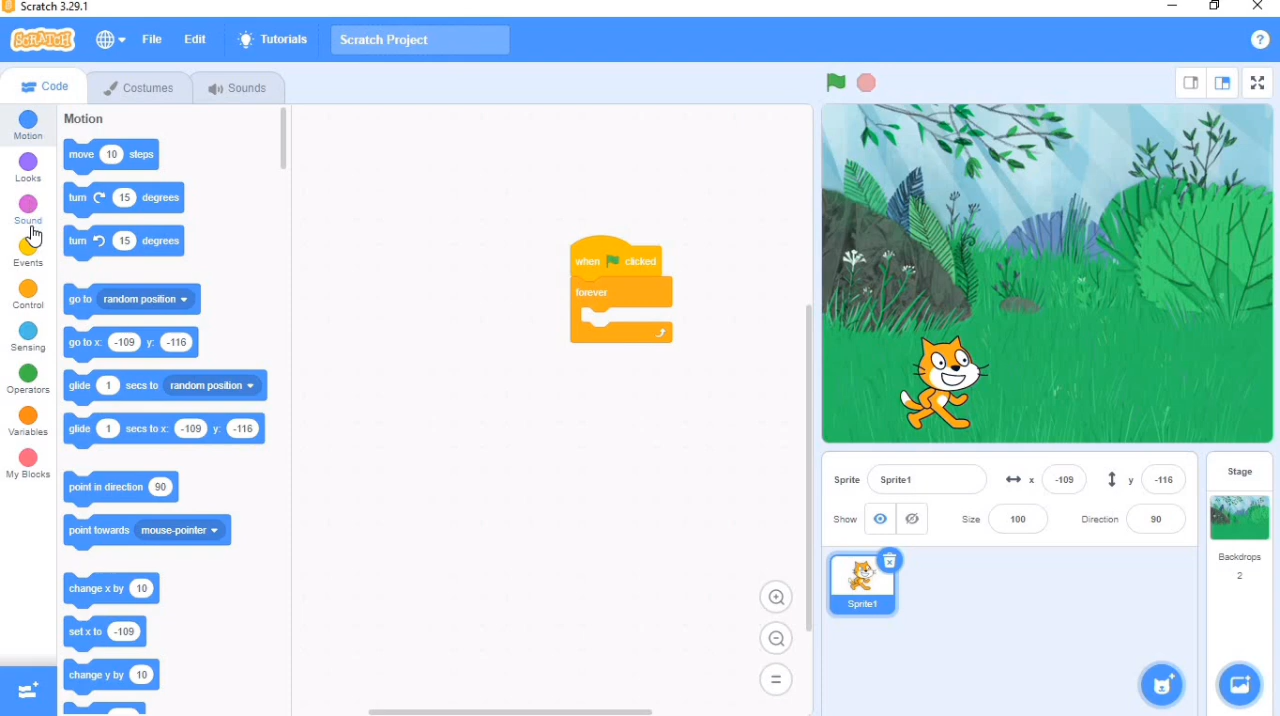 Scratch 3.29.1
SCRATCH File Edit Tutorials Scratch Project ?
Code Costumes Sounds
Motion
Looks
Sound
Events
Control
Sensing
Operators
Variables
My Blocks
Motion
move 10 steps
turn 15 degrees
turn 15 degrees
go to random position
go to x: -109 y: -116
glide 1 secs to random position
glide 1 secs to x: -109 y: -116
point in direction 90
point towards mouse-pointer
change x by 10
set x to -109
change y by 10
when clicked
forever
Sprite Sprite1 x -109 y -116
Show Size 100 Direction 90
Sprite1
Stage
Backdrops
2